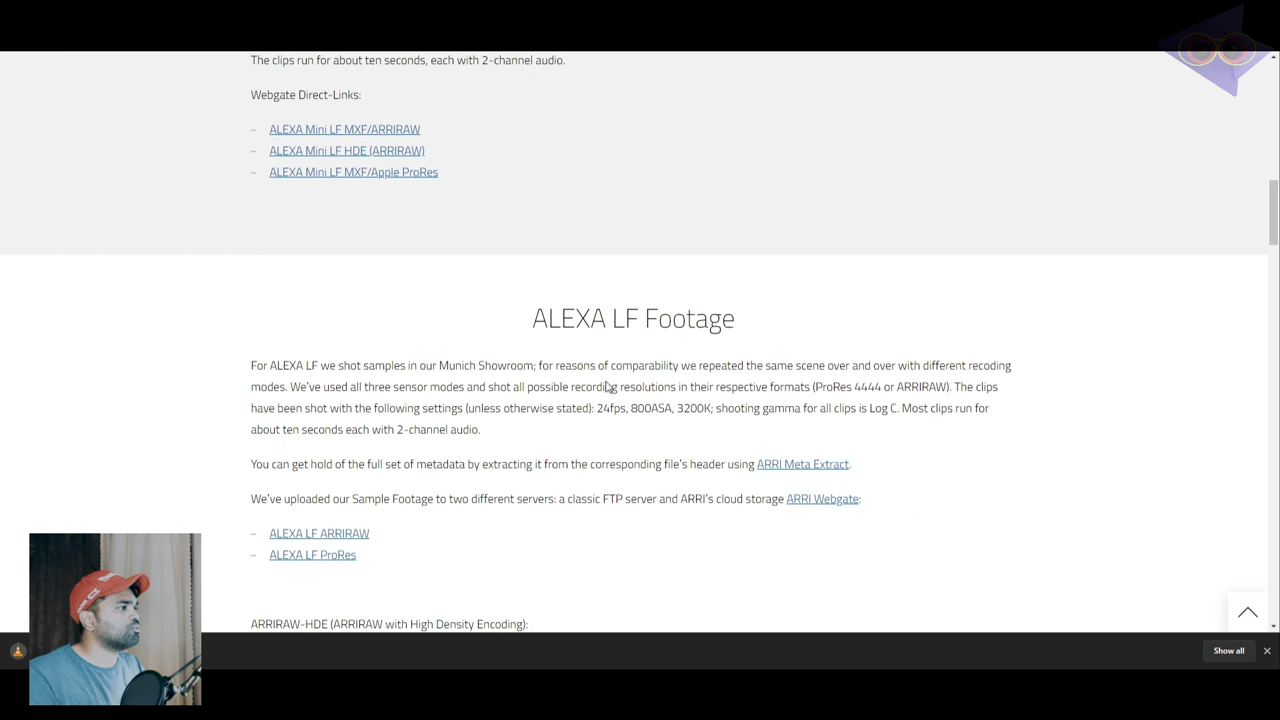 The clips run for about ten seconds, each with 2-channel audio.
Webgate Direct-Links:
– ALEXA Mini LF MXF/ARRIRAW
– ALEXA Mini LF HDE (ARRIRAW)
– ALEXA Mini LF MXF/Apple ProRes
ALEXA LF Footage
For ALEXA LF we shot samples in our Munich Showroom; for reasons of comparability we repeated the same scene over and over with different recoding
modes. We've used all three sensor modes and shot all possible recording resolutions in their respective formats (ProRes 4444 or ARRIRAW). The clips
have been shot with the following settings (unless otherwise stated): 24fps, 800ASA, 3200K; shooting gamma for all clips is Log C. Most clips run for
about ten seconds each with 2-channel audio.
You can get hold of the full set of metadata by extracting it from the corresponding file's header using ARRI Meta Extract.
We've uploaded our Sample Footage to two different servers: a classic FTP server and ARRI's cloud storage ARRI Webgate:
– ALEXA LF ARRIRAW
– ALEXA LF ProRes
ARRIRAW-HDE (ARRIRAW with High Density Encoding):
Show all